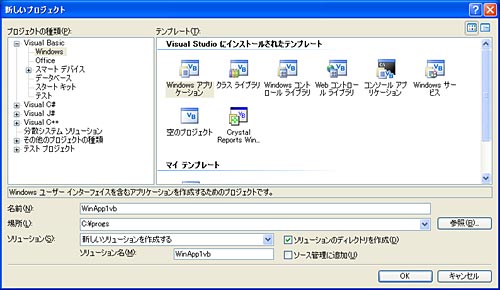 新しいプロジェクト
プロジェクトの種類(P):
テンプレート(T):
Visual Basic
Windows
Office
スマート デバイス
データベース
スタート キット
テスト
Visual C#
Visual J#
Visual C++
分散システム ソリューション
その他のプロジェクトの種類
テスト プロジェクト
Visual Studio にインストールされたテンプレート
Windows アプリケーション
クラス ライブラリ
Windows コントロール ライブラリ
Web コントロール ライブラリ
コンソール アプリケーション
Windows サービス
空のプロジェクト
Crystal Reports Win...
マイ テンプレート
Windows ユーザー インターフェイスを含むアプリケーションを作成するためのプロジェクトです。
名前(N):
WinApp1vb
場所(L):
C:¥progs
参照(B)...
ソリューション(S):
新しいソリューションを作成する
ソリューションのディレクトリを作成(D)
ソリューション名(M):
WinApp1vb
ソース管理に追加(U)
OK
キャンセル